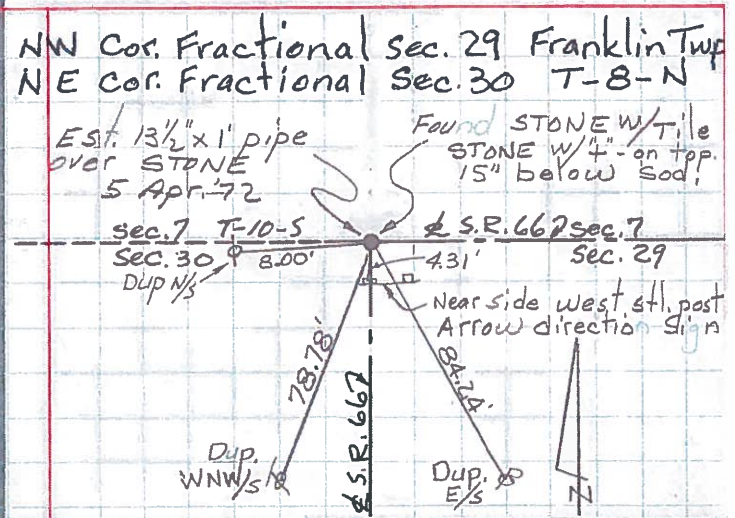 NW Cor. Fractional Sec. 29 Franklin Twp
NE Cor. Fractional Sec. 30 T-8-N
Est. 13½"x1' pipe
over STONE
5 Apr. '72
Found STONE W/Tile
STONE W/"+"-on top.
15" below Sod!
Sec. 7 T-10-S
℄ S.R. 667 Sec. 7
Sec. 30
8.00'
4.31'
Sec. 29
Dup N/S
Near side west stl. post
Arrow direction Sign
78.78'
84.24'
℄ S.R. 667
Dup.
WNW/S
Dup.
E/S
N